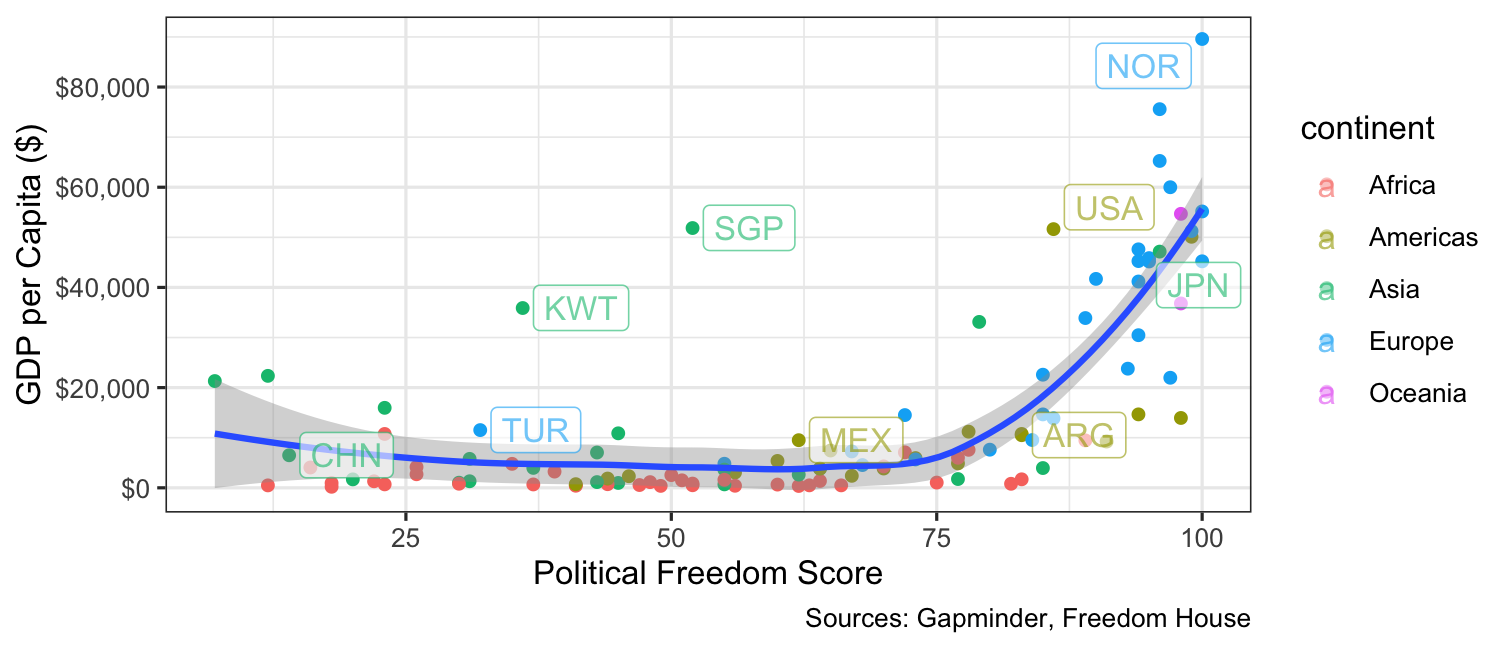 GDP per Capita ($)
$80,000
$60,000
$40,000
$20,000
$0
NOR
USA
SGP
JPN
KWT
TUR
MEX
ARG
CHN
25
50
75
100
Political Freedom Score
Sources: Gapminder, Freedom House
continent
a Africa
a Americas
a Asia
a Europe
a Oceania